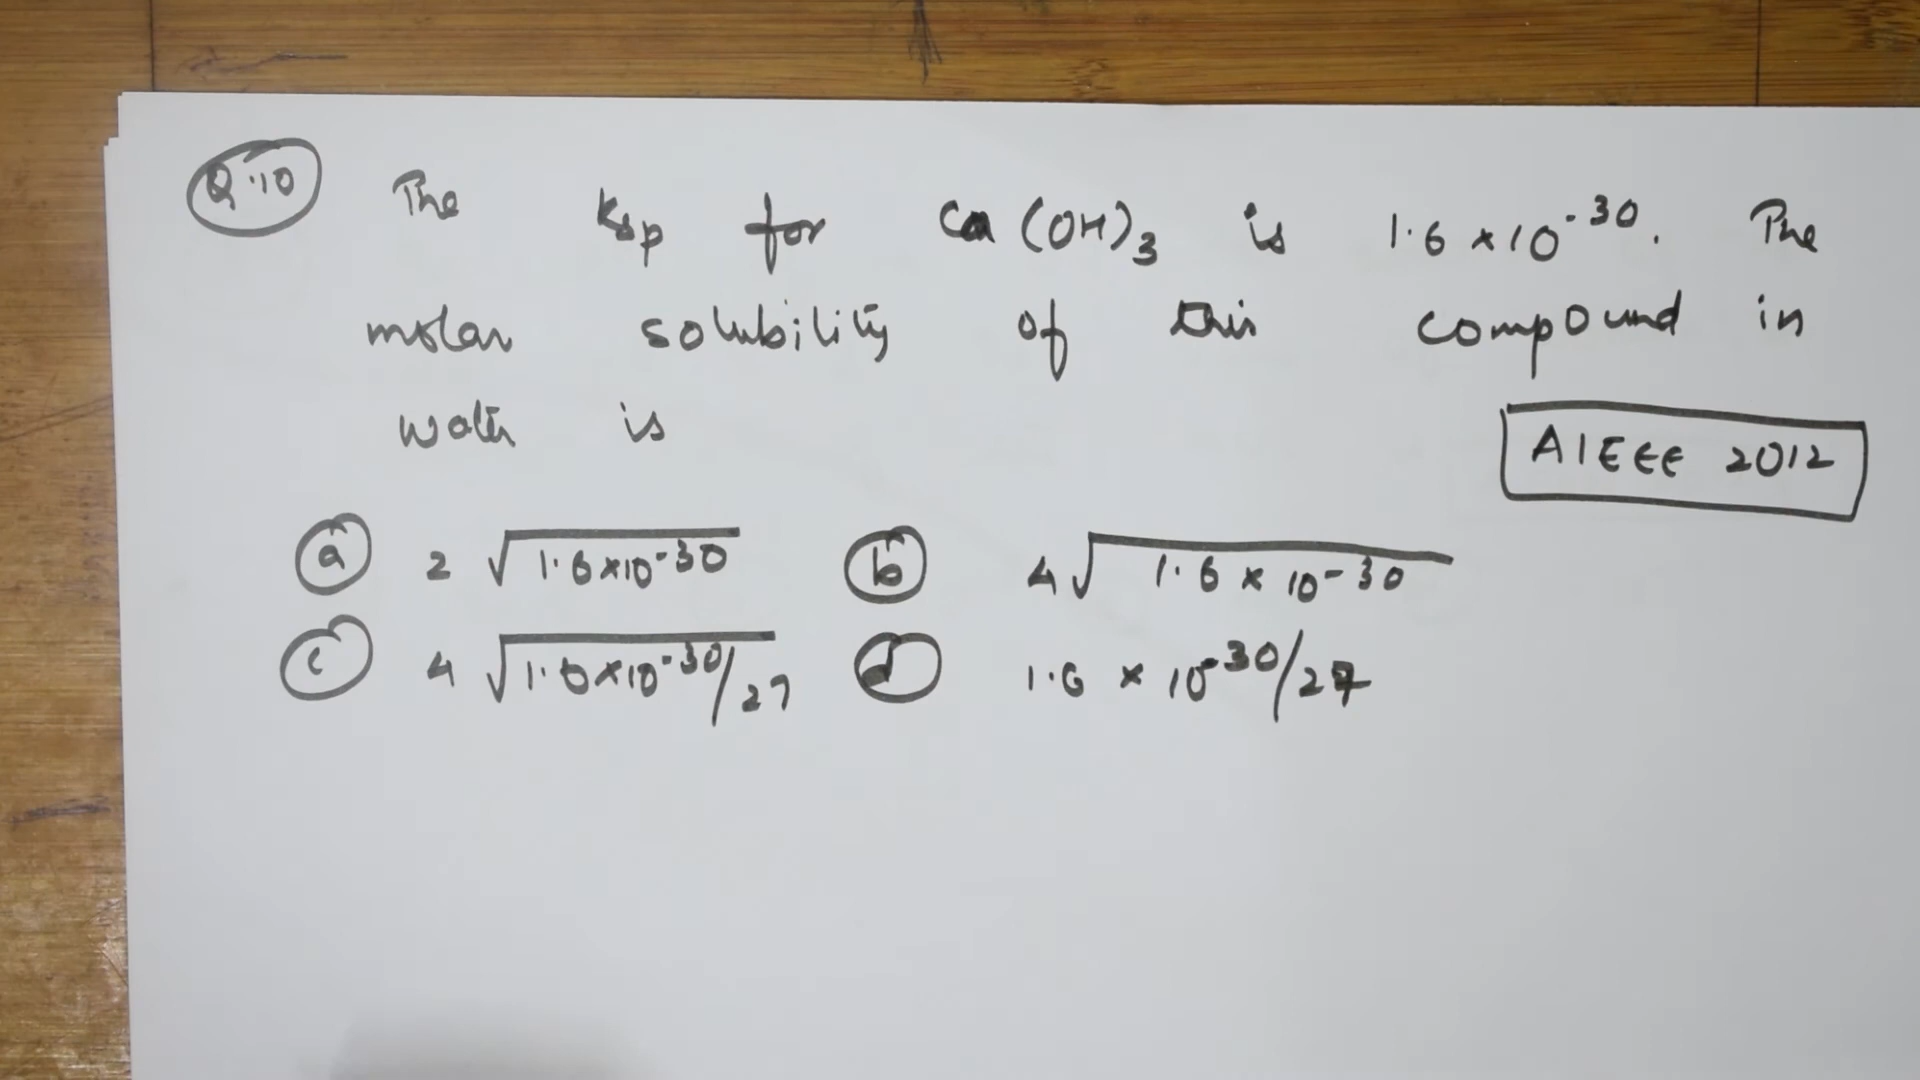 Q.10 The Ksp for Ca(OH)₃ is 1.6 × 10⁻³⁰. The
molar solubility of this compound in
water is
AIEEE 2012
a 2 √1.6×10⁻³⁰ b 4√1.6 × 10⁻³⁰
c 4 √1.6×10⁻³⁰/27 d 1.6 × 10⁻³⁰/27